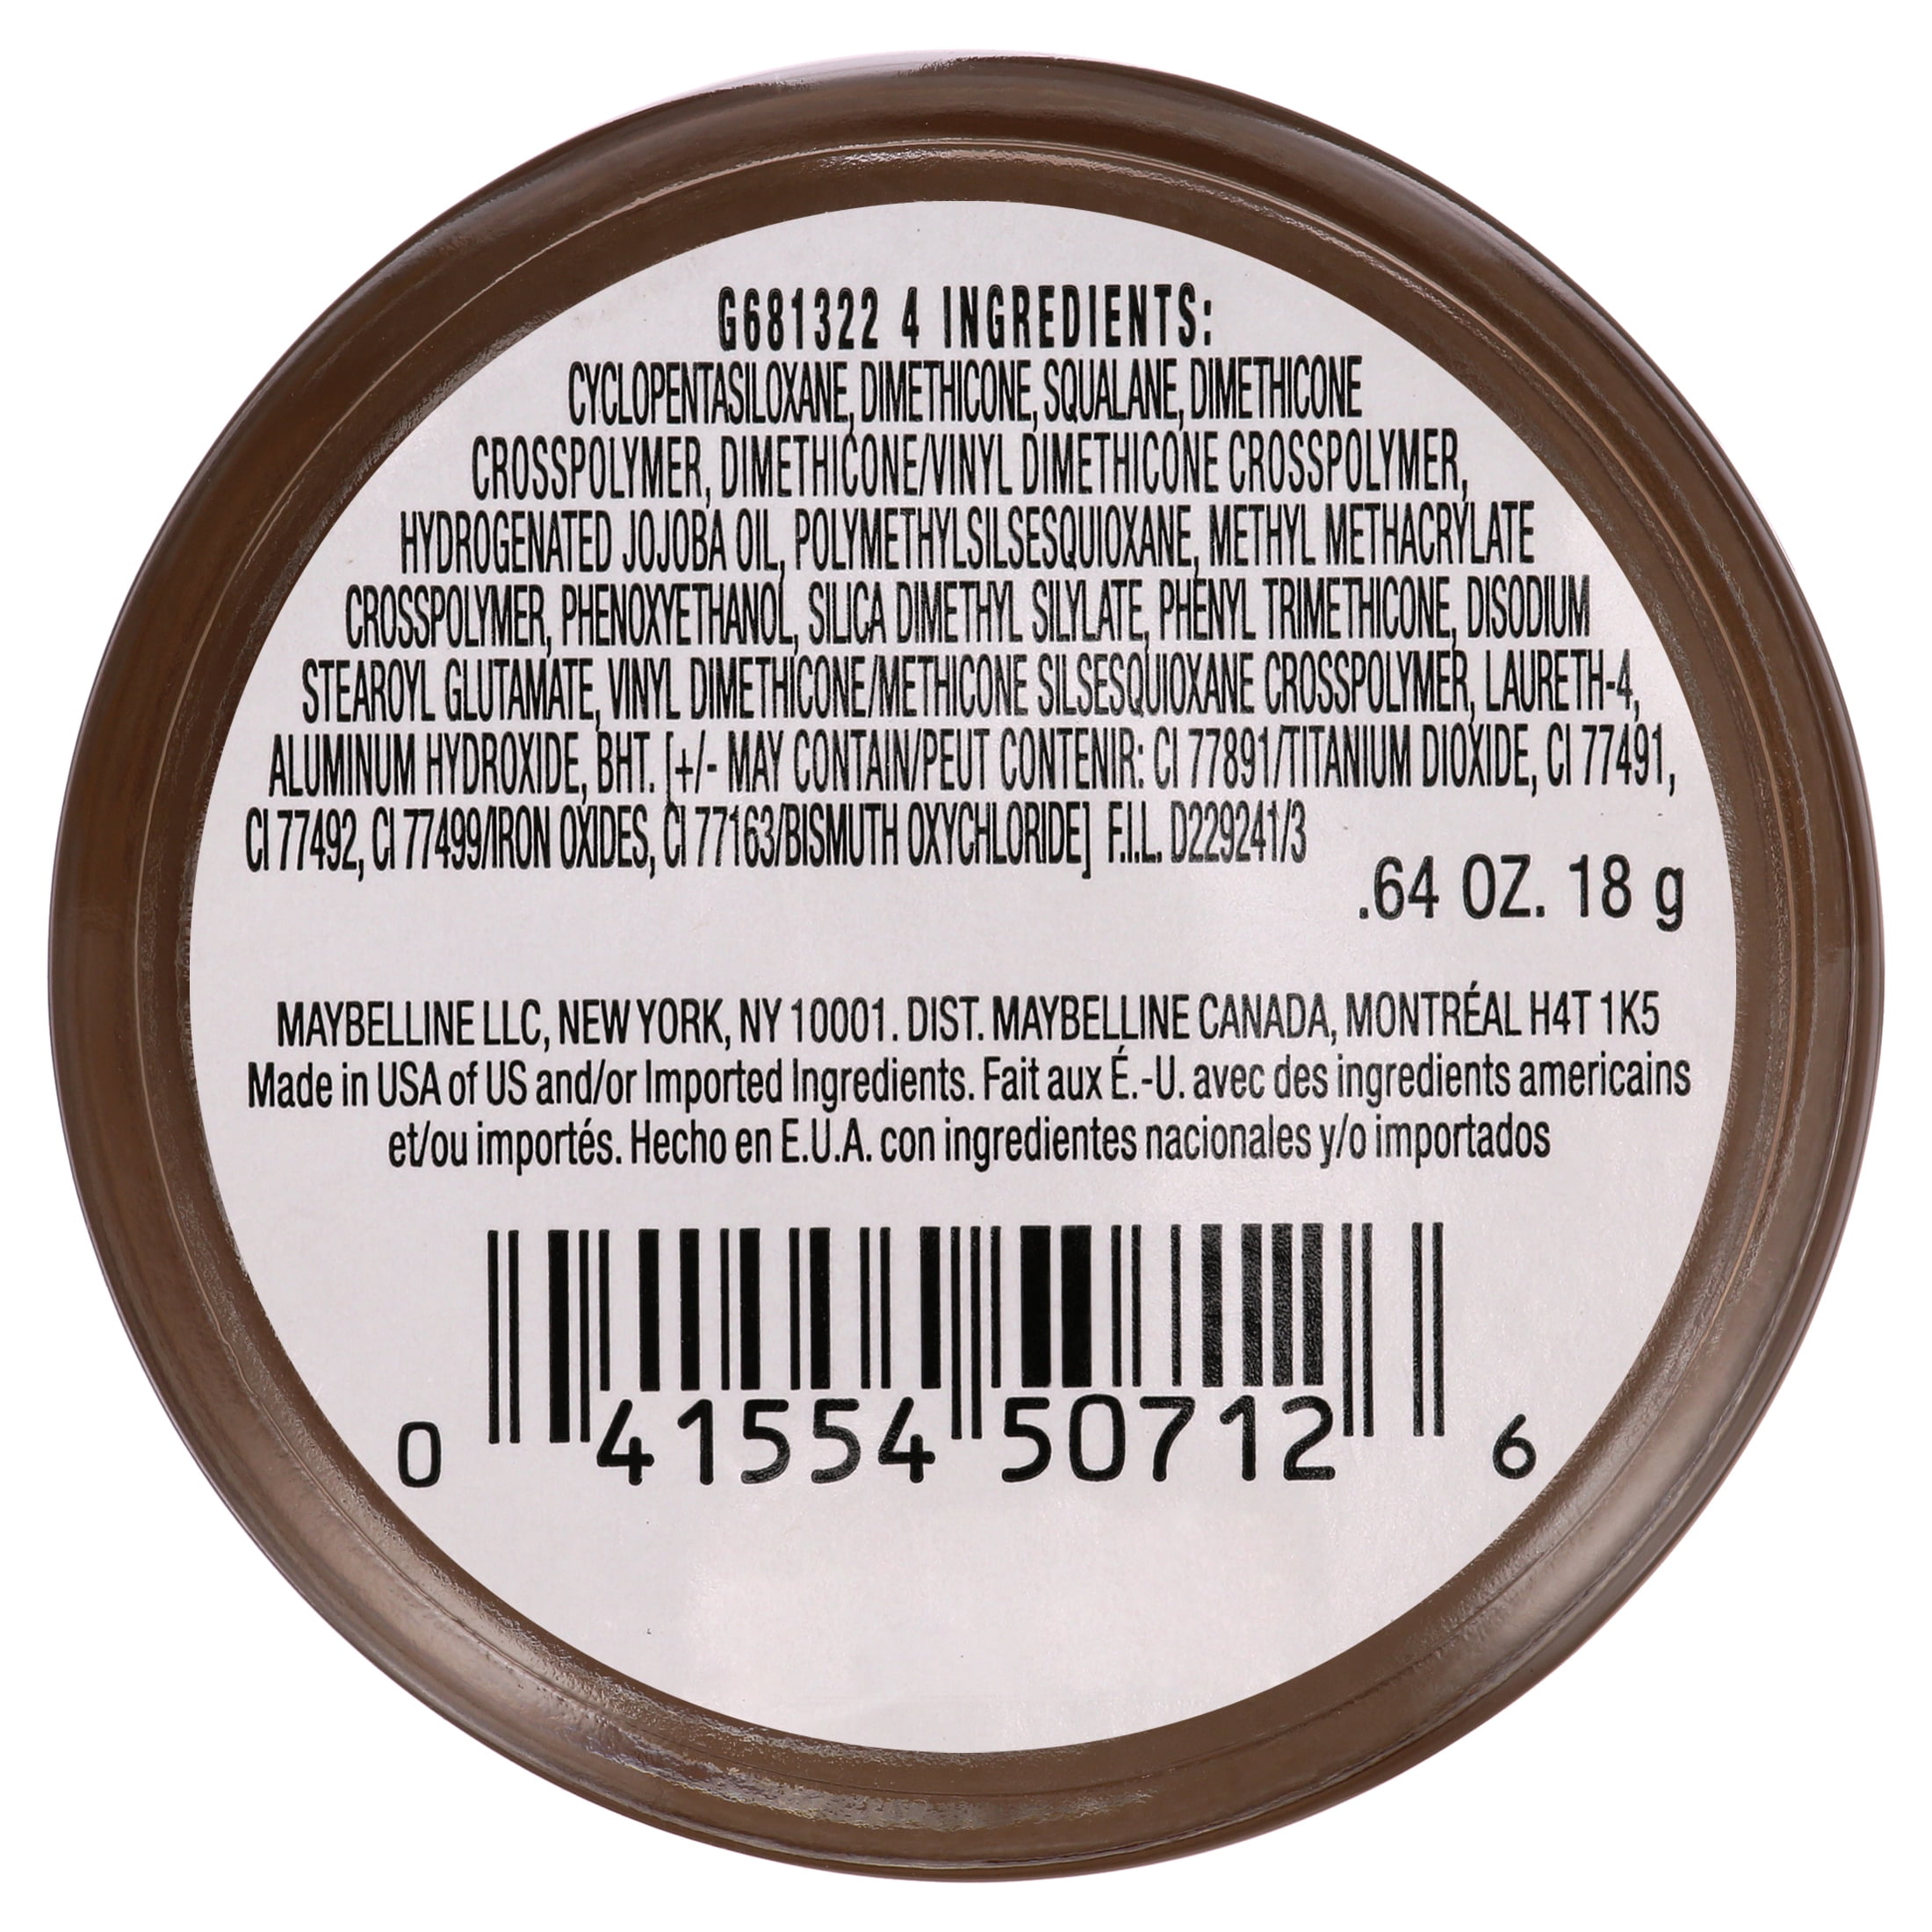 G681322 4 INGREDIENTS:
CYCLOPENTASILOXANE, DIMETHICONE, SQUALANE, DIMETHICONE
CROSSPOLYMER, DIMETHICONE/VINYL DIMETHICONE CROSSPOLYMER,
HYDROGENATED JOJOBA OIL, POLYMETHYLSILSESQUIOXANE, METHYL METHACRYLATE
CROSSPOLYMER, PHENOXYETHANOL, SILICA DIMETHYL SILYLATE, PHENYL TRIMETHICONE, DISODIUM
STEAROYL GLUTAMATE, VINYL DIMETHICONE/METHICONE SILSESQUIOXANE CROSSPOLYMER, LAURETH-4,
ALUMINUM HYDROXIDE, BHT. [+/- MAY CONTAIN/PEUT CONTENIR: CI 77891/TITANIUM DIOXIDE, CI 77491,
CI 77492, CI 77499/IRON OXIDES, CI 77163/BISMUTH OXYCHLORIDE] F.I.L. D229241/3
.64 OZ. 18 g
MAYBELLINE LLC, NEW YORK, NY 10001. DIST. MAYBELLINE CANADA, MONTRÉAL H4T 1K5
Made in USA of US and/or Imported Ingredients. Fait aux É.-U. avec des ingredients americains
et/ou importés. Hecho en E.U.A. con ingredientes nacionales y/o importados
0 41554 50712 6